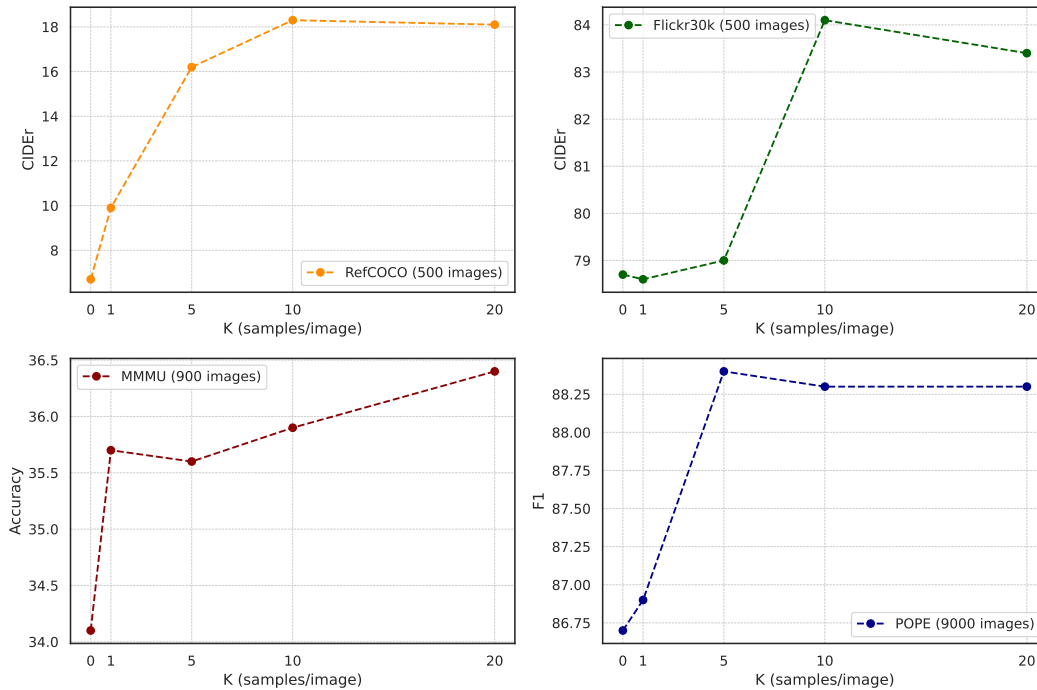 18
16
14
12
10
8
CIDEr
RefCOCO (500 images)
0 1 5 10 20
K (samples/image)
84
83
82
81
80
79
CIDEr
Flickr30k (500 images)
0 1 5 10 20
K (samples/image)
36.5
36.0
35.5
35.0
34.5
34.0
Accuracy
MMMU (900 images)
0 1 5 10 20
K (samples/image)
88.25
88.00
87.75
87.50
87.25
87.00
86.75
F1
POPE (9000 images)
0 1 5 10 20
K (samples/image)